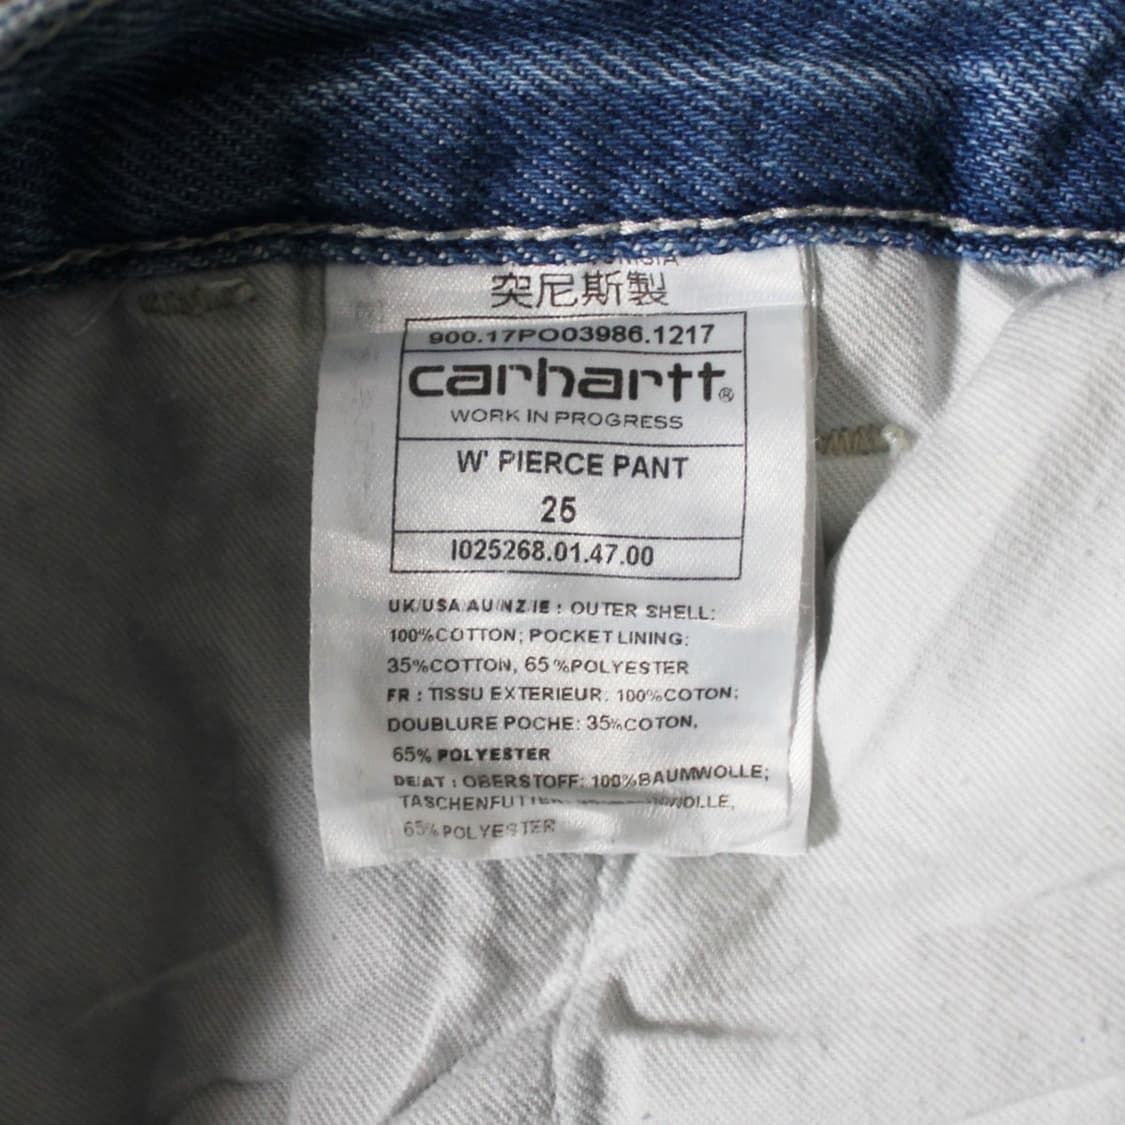 突尼斯製
900.17PO03986.1217
carhartt®
WORK IN PROGRESS
W' PIERCE PANT
I025268.01.47.00
UK/USA/AU/NZ/IE : OUTER SHELL:
100%COTTON; POCKET LINING:
35%COTTON, 65%POLYESTER
FR : TISSU EXTERIEUR: 100%COTON;
DOUBLURE POCHE: 35%COTON,
65% POLYESTER
DE/AT : OBERSTOFF: 100%BAUMWOLLE;
65%POLYESTER